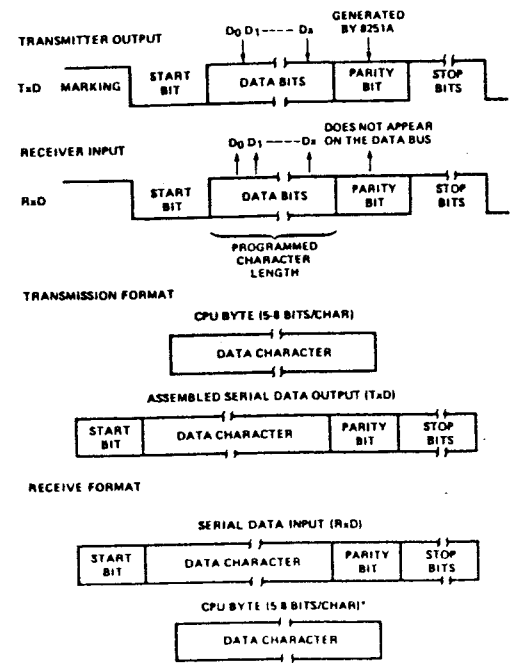 TRANSMITTER OUTPUT
D0 D1 ---- Dx
GENERATED
BY 8251A
TxD MARKING
START
BIT
DATA BITS
PARITY
BIT
STOP
BITS
RECEIVER INPUT
D0 D1 ---- Dx
DOES NOT APPEAR
ON THE DATA BUS
RxD
START
BIT
DATA BITS
PARITY
BIT
STOP
BITS
PROGRAMMED
CHARACTER
LENGTH
TRANSMISSION FORMAT
CPU BYTE (5-8 BITS/CHAR)
DATA CHARACTER
ASSEMBLED SERIAL DATA OUTPUT (TxD)
START
BIT
DATA CHARACTER
PARITY
BIT
STOP
BITS
RECEIVE FORMAT
SERIAL DATA INPUT (RxD)
START
BIT
DATA CHARACTER
PARITY
BIT
STOP
BITS
CPU BYTE (5 8 BITS/CHAR)*
DATA CHARACTER